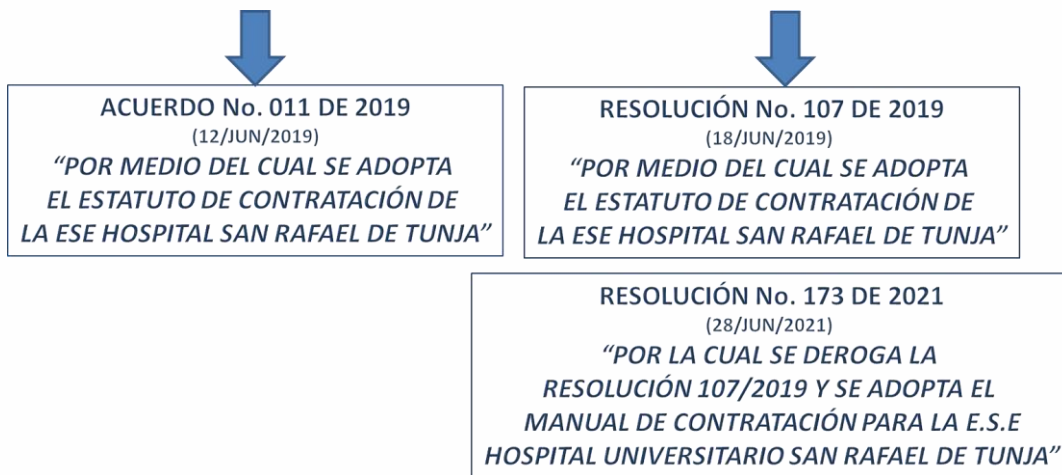 ACUERDO No. 011 DE 2019
(12/JUN/2019)
“POR MEDIO DEL CUAL SE ADOPTA
EL ESTATUTO DE CONTRATACIÓN DE
LA ESE HOSPITAL SAN RAFAEL DE TUNJA”
RESOLUCIÓN No. 107 DE 2019
(18/JUN/2019)
“POR MEDIO DEL CUAL SE ADOPTA
EL ESTATUTO DE CONTRATACIÓN DE
LA ESE HOSPITAL SAN RAFAEL DE TUNJA”
RESOLUCIÓN No. 173 DE 2021
(28/JUN/2021)
“POR LA CUAL SE DEROGA LA
RESOLUCIÓN 107/2019 Y SE ADOPTA EL
MANUAL DE CONTRATACIÓN PARA LA E.S.E
HOSPITAL UNIVERSITARIO SAN RAFAEL DE TUNJA”